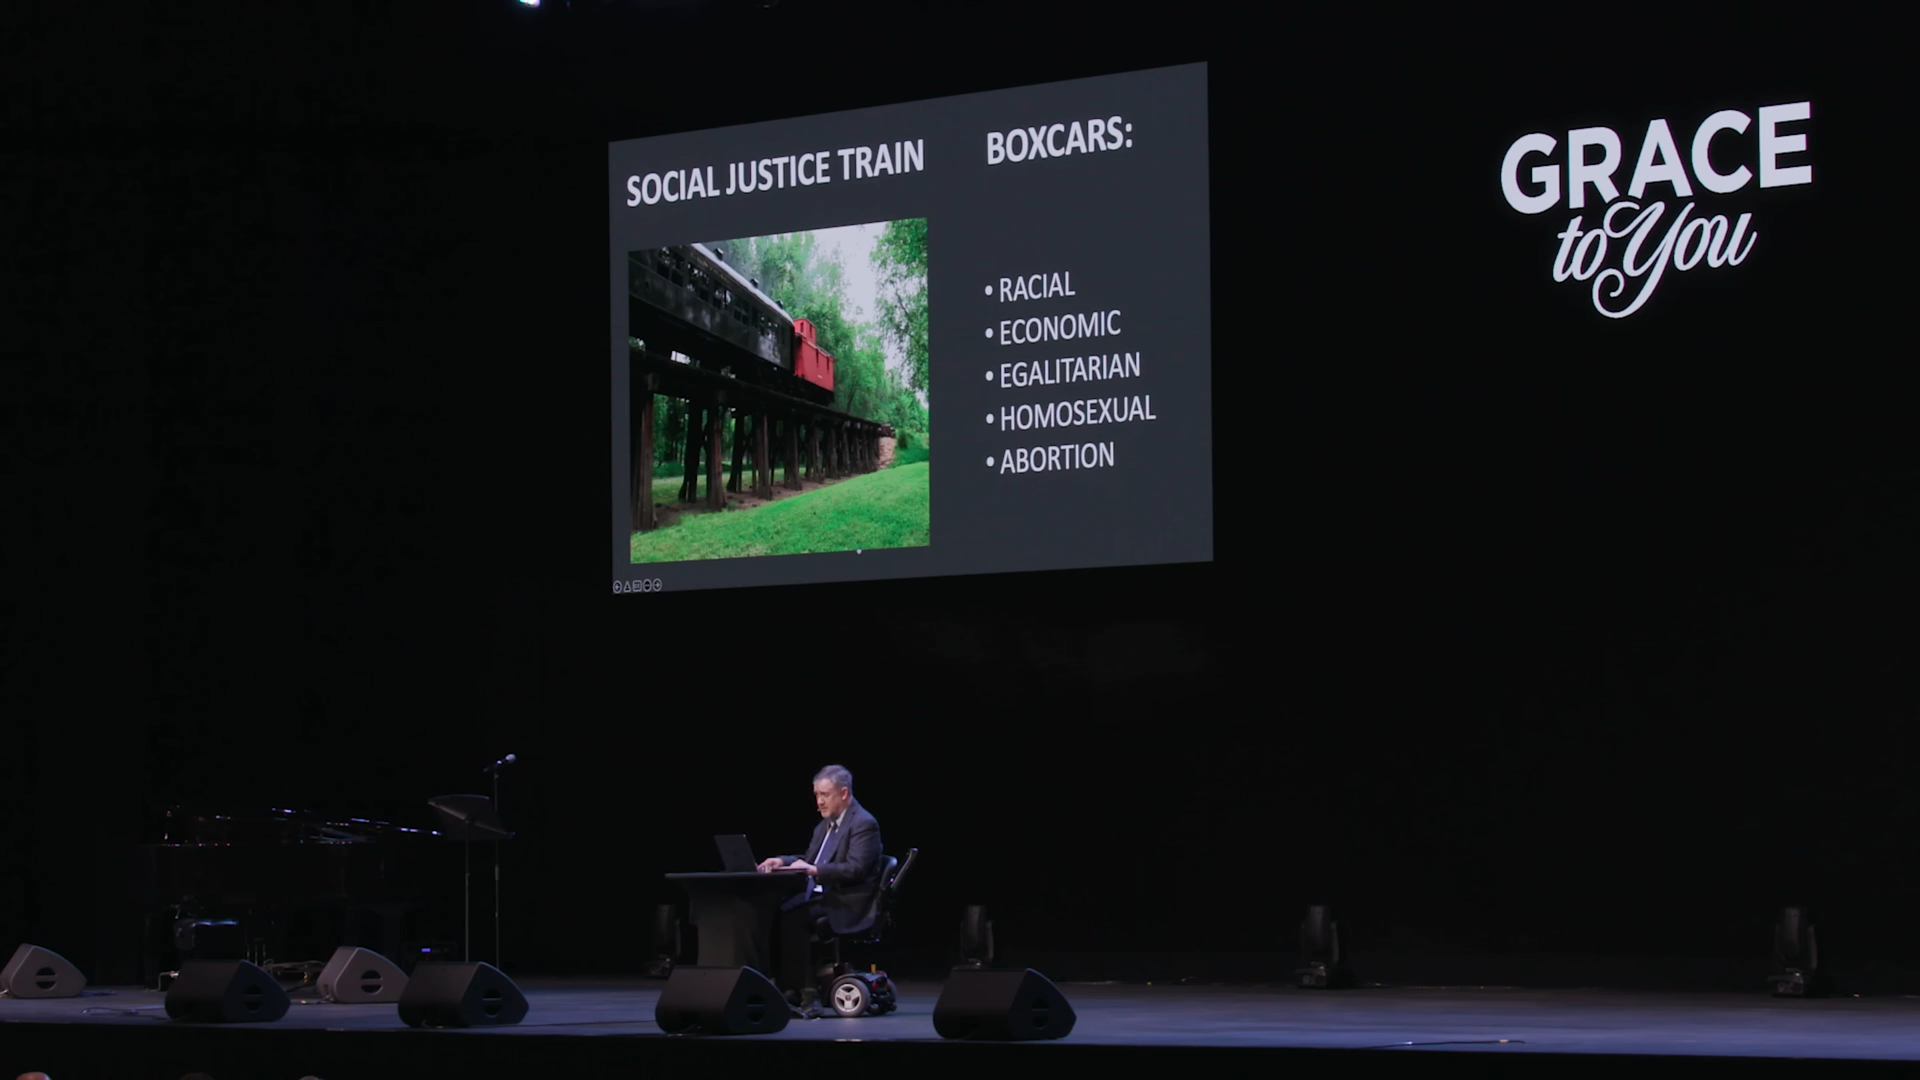 SOCIAL JUSTICE TRAIN
BOXCARS:
• RACIAL
• ECONOMIC
• EGALITARIAN
• HOMOSEXUAL
• ABORTION
GRACE
to You